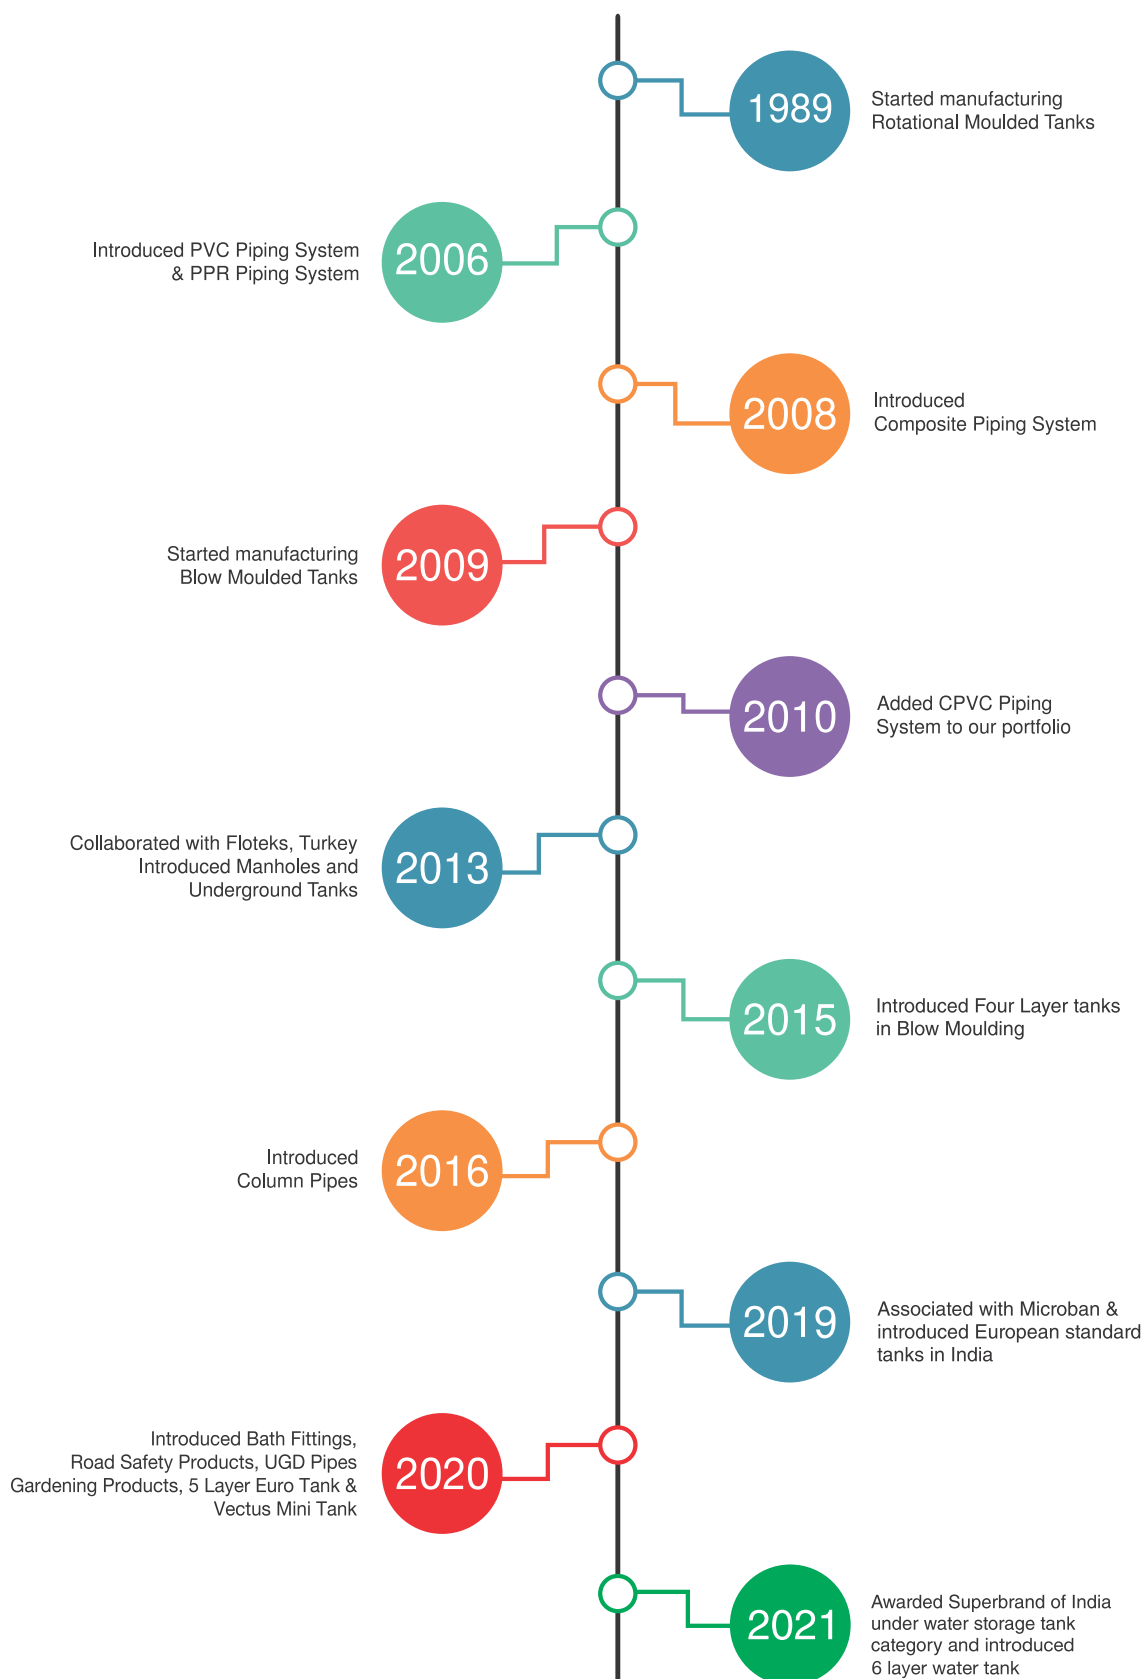 1989
Started manufacturing
Rotational Moulded Tanks
2006
Introduced PVC Piping System
& PPR Piping System
2008
Introduced
Composite Piping System
2009
Started manufacturing
Blow Moulded Tanks
2010
Added CPVC Piping
System to our portfolio
2013
Collaborated with Floteks, Turkey
Introduced Manholes and
Underground Tanks
2015
Introduced Four Layer tanks
in Blow Moulding
2016
Introduced
Column Pipes
2019
Associated with Microban &
introduced European standard
tanks in India
2020
Introduced Bath Fittings,
Road Safety Products, UGD Pipes
Gardening Products, 5 Layer Euro Tank &
Vectus Mini Tank
2021
Awarded Superbrand of India
under water storage tank
category and introduced
6 layer water tank